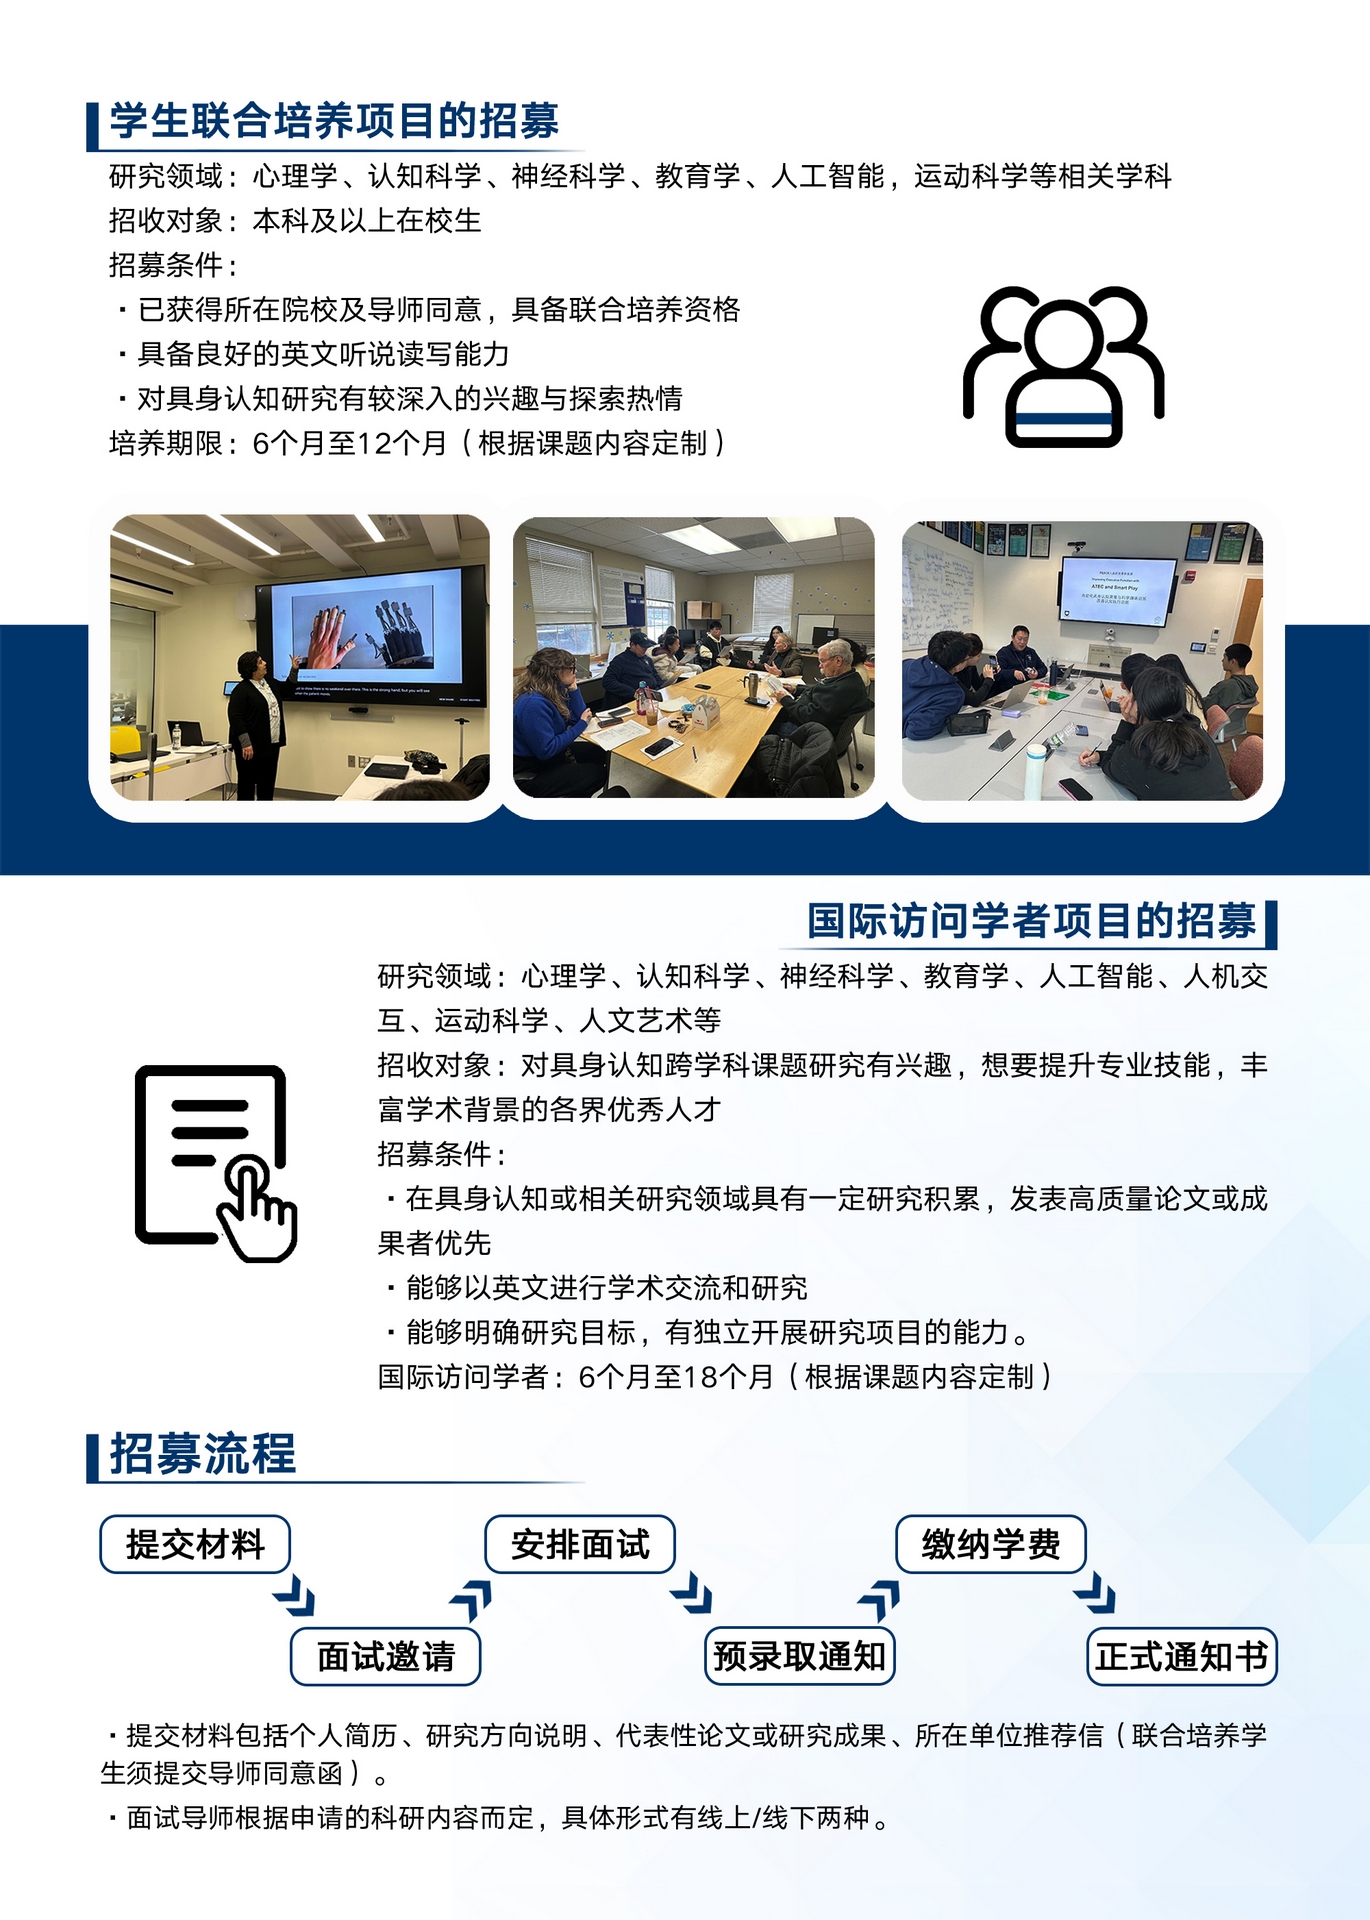 学生联合培养项目的招募
研究领域：心理学、认知科学、神经科学、教育学、人工智能，运动科学等相关学科
招收对象：本科及以上在校生
招募条件：
·已获得所在院校及导师同意，具备联合培养资格
·具备良好的英文听说读写能力
·对具身认知研究有较深入的兴趣与探索热情
培养期限：6个月至12个月（根据课题内容定制）
ATEC and Smart Play
国际访问学者项目的招募
研究领域：心理学、认知科学、神经科学、教育学、人工智能、人机交
互、运动科学、人文艺术等
招收对象：对具身认知跨学科课题研究有兴趣，想要提升专业技能，丰
富学术背景的各界优秀人才
招募条件：
·在具身认知或相关研究领域具有一定研究积累，发表高质量论文或成
果者优先
·能够以英文进行学术交流和研究
·能够明确研究目标，有独立开展研究项目的能力。
国际访问学者：6个月至18个月（根据课题内容定制）
招募流程
提交材料
面试邀请
安排面试
预录取通知
缴纳学费
正式通知书
·提交材料包括个人简历、研究方向说明、代表性论文或研究成果、所在单位推荐信（联合培养学
生须提交导师同意函）。
·面试导师根据申请的科研内容而定，具体形式有线上/线下两种。